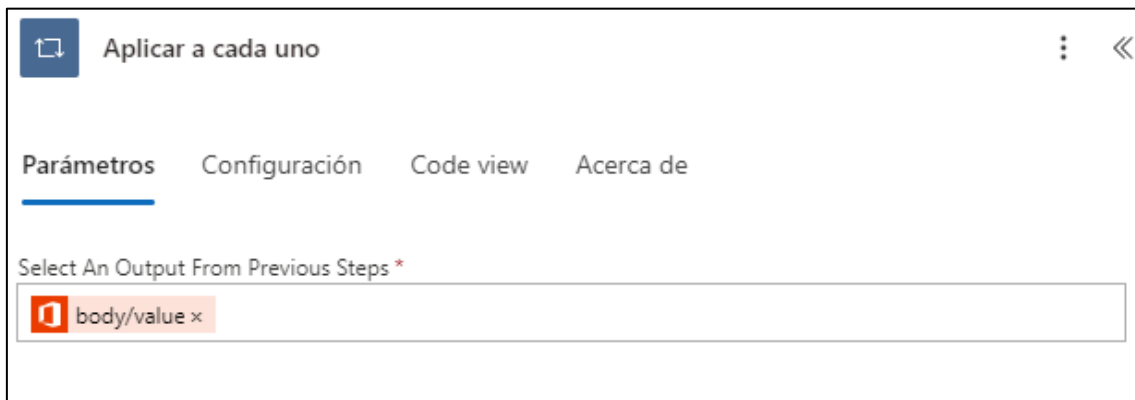 Aplicar a cada uno
Parámetros Configuración Code view Acerca de
Select An Output From Previous Steps *
body/value ×